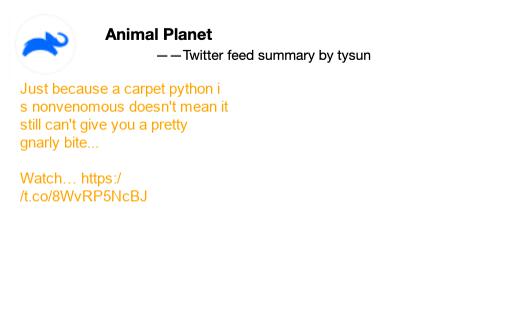 Animal Planet
——Twitter feed summary by tysun
Just because a carpet python i
s nonvenomous doesn't mean it
still can't give you a pretty
gnarly bite...
Watch… https:/
/t.co/8WvRP5NcBJ